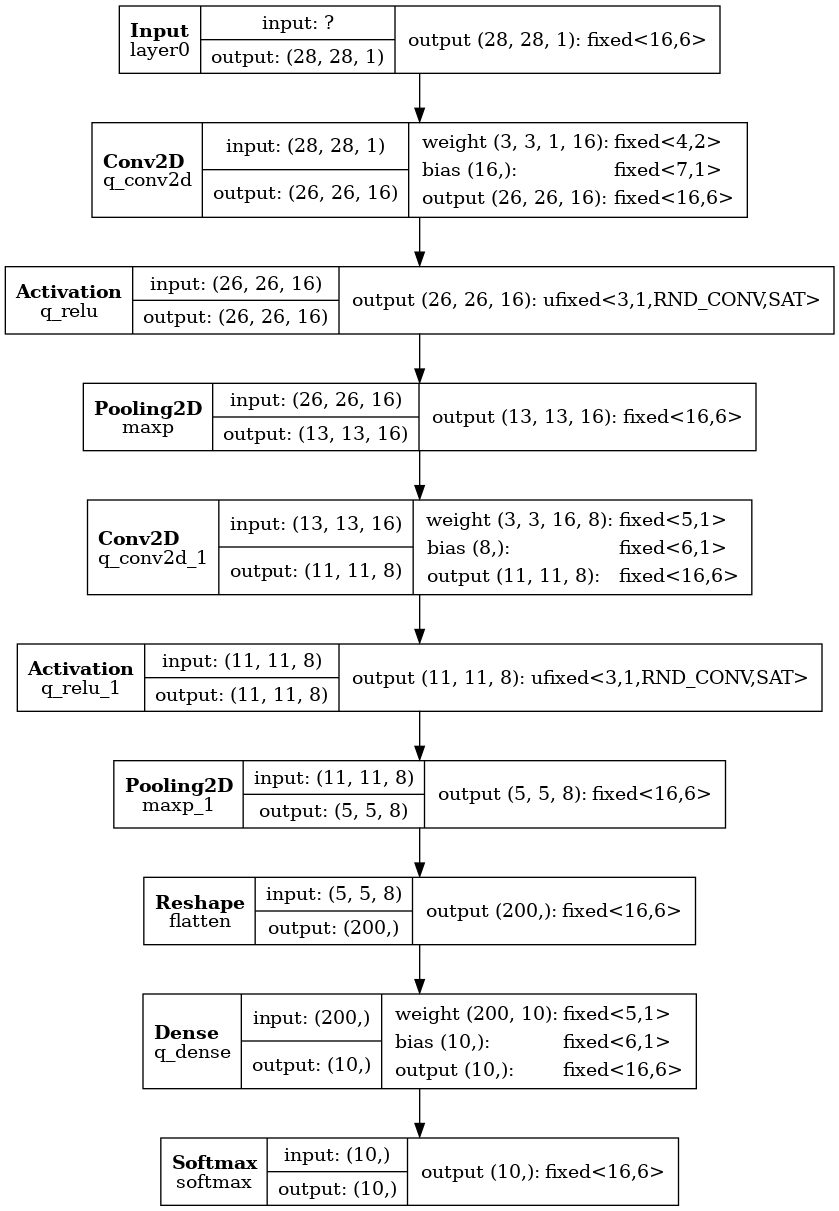 Input
layer0
input: ?
output: (28, 28, 1)
output (28, 28, 1): fixed<16,6>
Conv2D
q_conv2d
input: (28, 28, 1)
output: (26, 26, 16)
weight (3, 3, 1, 16): fixed<4,2>
bias (16,): fixed<7,1>
output (26, 26, 16): fixed<16,6>
Activation
q_relu
input: (26, 26, 16)
output: (26, 26, 16)
output (26, 26, 16): ufixed<3,1,RND_CONV,SAT>
Pooling2D
maxp
input: (26, 26, 16)
output: (13, 13, 16)
output (13, 13, 16): fixed<16,6>
Conv2D
q_conv2d_1
input: (13, 13, 16)
output: (11, 11, 8)
weight (3, 3, 16, 8): fixed<5,1>
bias (8,): fixed<6,1>
output (11, 11, 8): fixed<16,6>
Activation
q_relu_1
input: (11, 11, 8)
output: (11, 11, 8)
output (11, 11, 8): ufixed<3,1,RND_CONV,SAT>
Pooling2D
maxp_1
input: (11, 11, 8)
output: (5, 5, 8)
output (5, 5, 8): fixed<16,6>
Reshape
flatten
input: (5, 5, 8)
output: (200,)
output (200,): fixed<16,6>
Dense
q_dense
input: (200,)
output: (10,)
weight (200, 10): fixed<5,1>
bias (10,): fixed<6,1>
output (10,): fixed<16,6>
Softmax
softmax
input: (10,)
output: (10,)
output (10,): fixed<16,6>